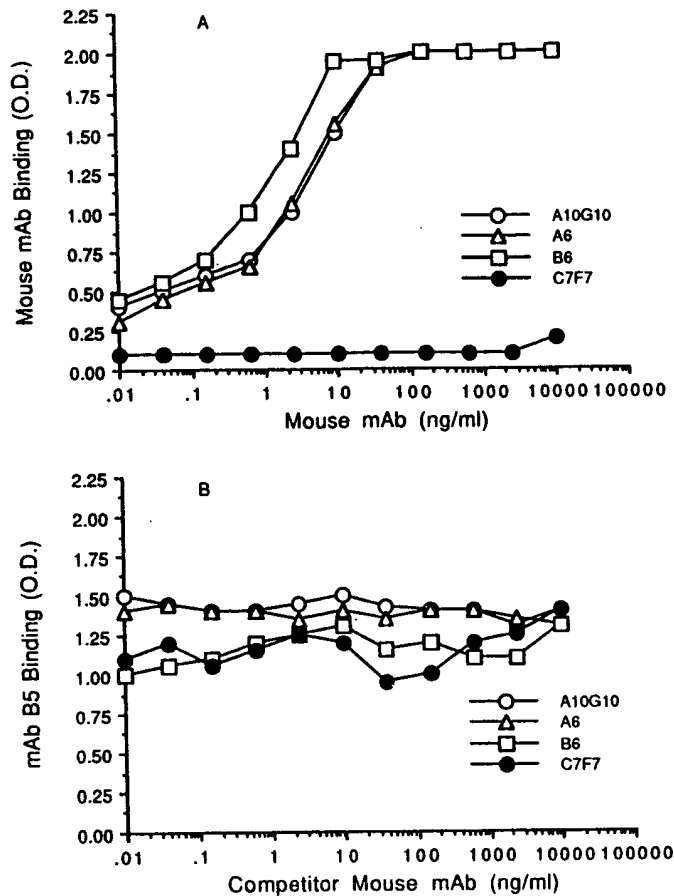 A
Mouse mAb Binding (O.D.)
2.25
2.00
1.75
1.50
1.25
1.00
0.75
0.50
0.25
0.00
A10G10
A6
B6
C7F7
.01 .1 1 10 100 1000 10000 100000
Mouse mAb (ng/ml)
B
mAb B5 Binding (O.D.)
2.25
2.00
1.75
1.50
1.25
1.00
0.75
0.50
0.25
0.00
A10G10
A6
B6
C7F7
.01 .1 1 10 100 1000 10000 100000
Competitor Mouse mAb (ng/ml)